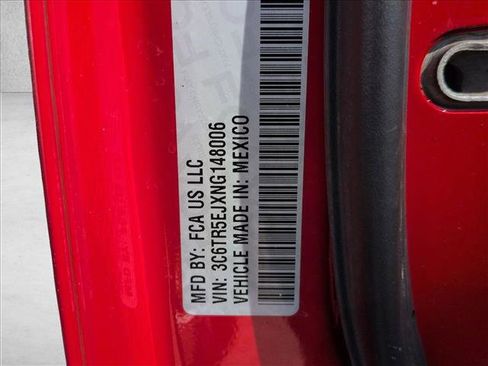 MFD BY: FCA US LLC
VIN: 3C6TR5EJXNG148006
VEHICLE MADE IN: MEXICO